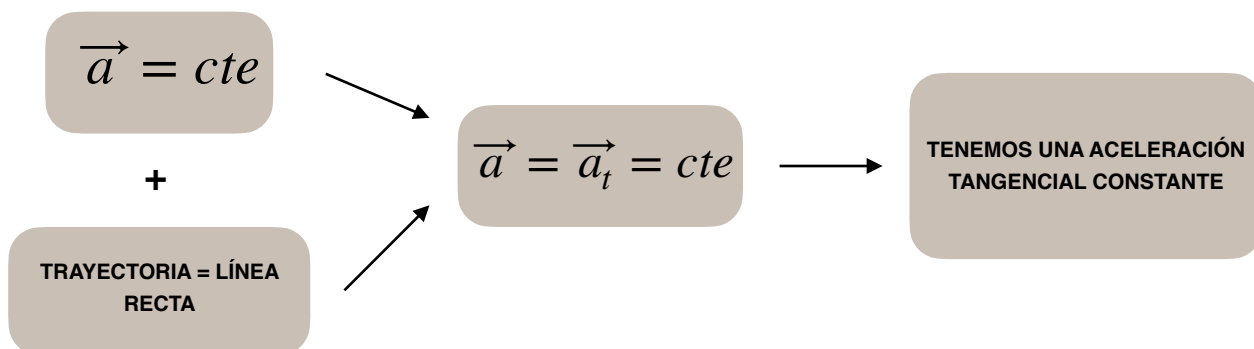 a⃗ = cte
+
TRAYECTORIA = LÍNEA
RECTA
a⃗ = a⃗ₜ = cte
TENEMOS UNA ACELERACIÓN
TANGENCIAL CONSTANTE